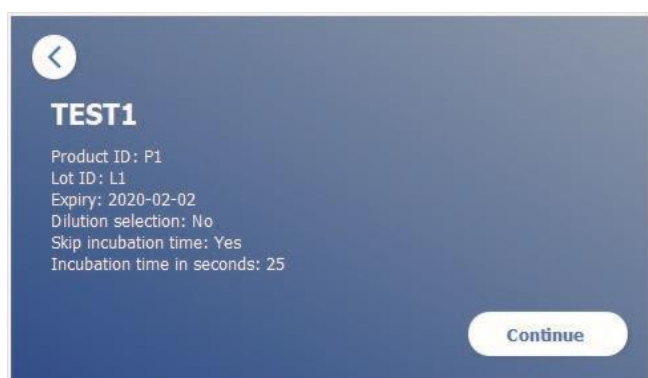 TEST1
Product ID: P1
Lot ID: L1
Expiry: 2020-02-02
Dilution selection: No
Skip incubation time: Yes
Incubation time in seconds: 25
Continue